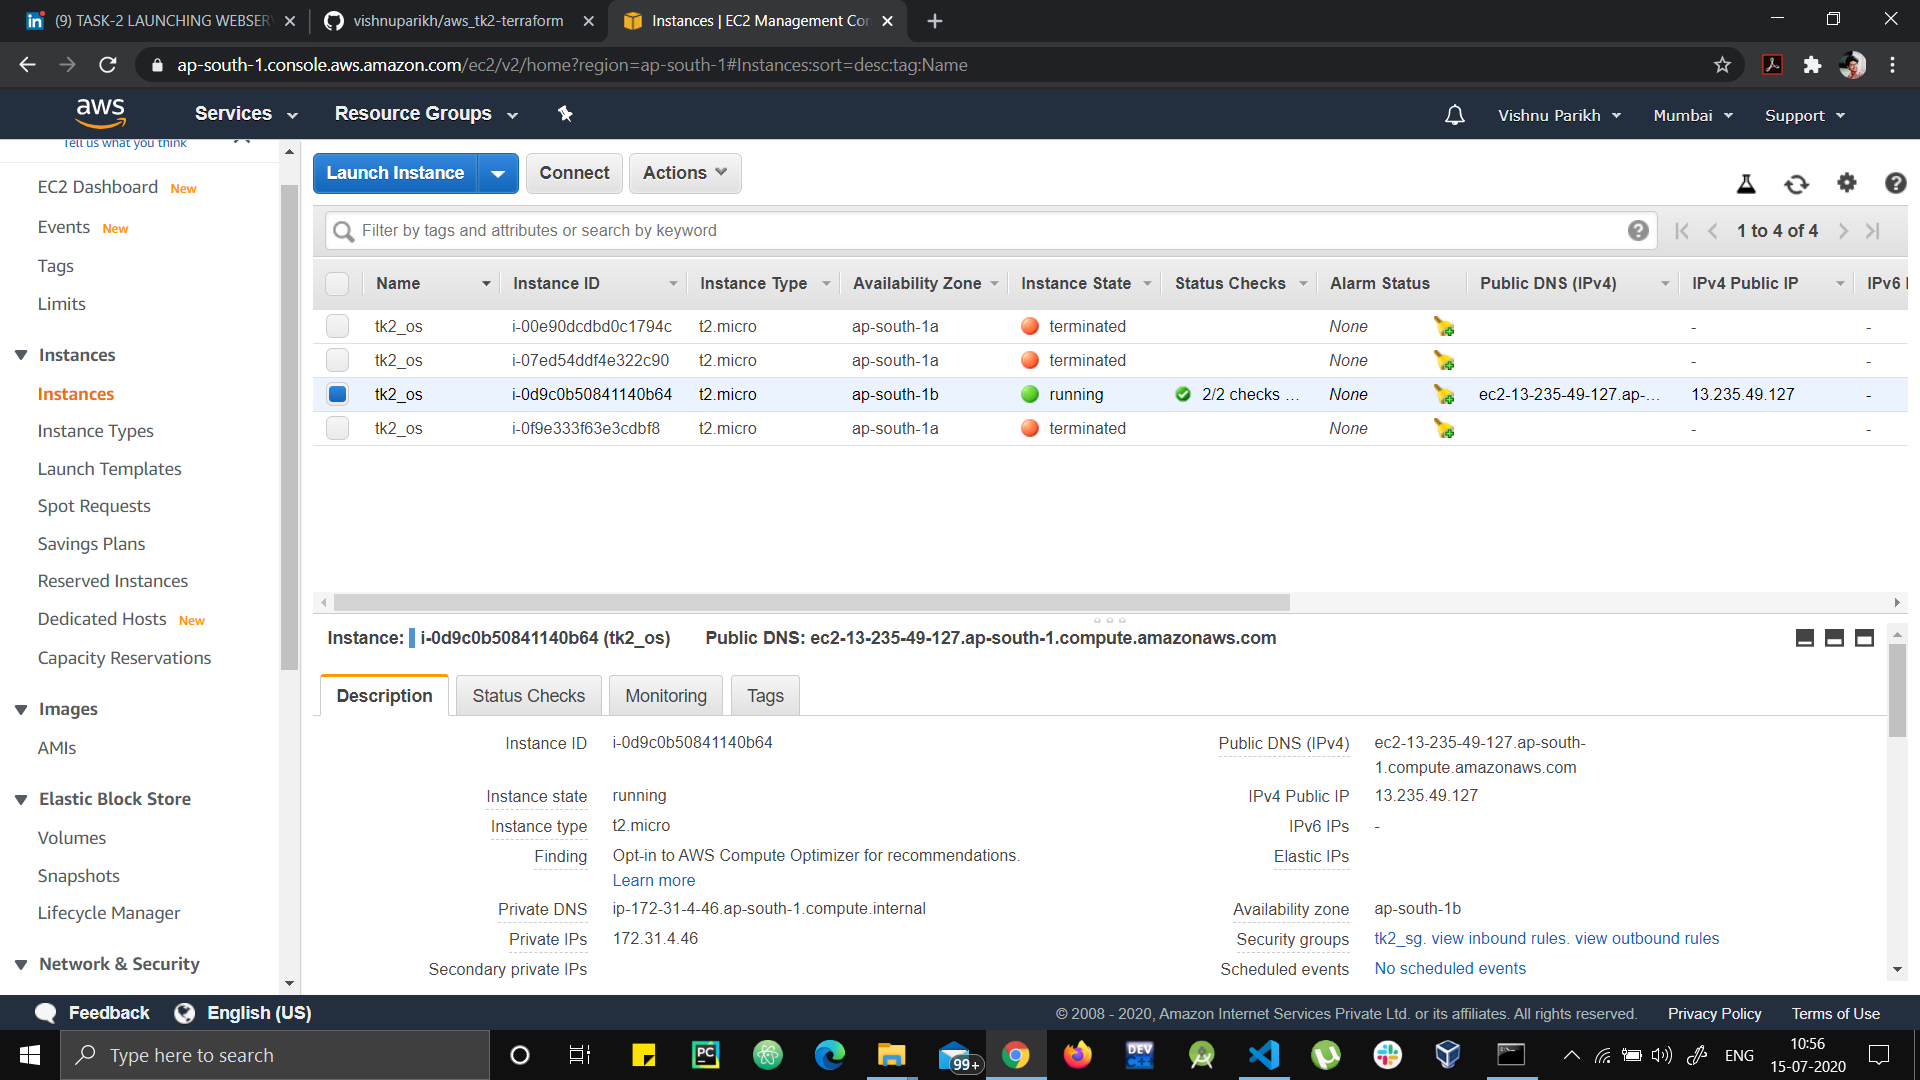 (9) TASK-2 LAUNCHING WEBSER
vishnuparikh/aws_tk2-terraform
Instances | EC2 Management Con
ap-south-1.console.aws.amazon.com/ec2/v2/home?region=ap-south-1#Instances:sort=desc:tag:Name
aws
Services
Resource Groups
Vishnu Parikh
Mumbai
Support
Tell us what you think
EC2 Dashboard New
Events New
Tags
Limits
Instances
Instances
Instance Types
Launch Templates
Spot Requests
Savings Plans
Reserved Instances
Dedicated Hosts New
Capacity Reservations
Images
AMIs
Elastic Block Store
Volumes
Snapshots
Lifecycle Manager
Network & Security
Launch Instance
Connect
Actions
Filter by tags and attributes or search by keyword
1 to 4 of 4
Name Instance ID Instance Type Availability Zone Instance State Status Checks Alarm Status Public DNS (IPv4) IPv4 Public IP IPv6 I
tk2_os i-00e90dcdbd0c1794c t2.micro ap-south-1a terminated None - -
tk2_os i-07ed54ddf4e322c90 t2.micro ap-south-1a terminated None - -
tk2_os i-0d9c0b50841140b64 t2.micro ap-south-1b running 2/2 checks ... None ec2-13-235-49-127.ap-... 13.235.49.127 -
tk2_os i-0f9e333f63e3cdbf8 t2.micro ap-south-1a terminated None - -
Instance: i-0d9c0b50841140b64 (tk2_os) Public DNS: ec2-13-235-49-127.ap-south-1.compute.amazonaws.com
Description
Status Checks
Monitoring
Tags
Instance ID i-0d9c0b50841140b64
Instance state running
Instance type t2.micro
Finding Opt-in to AWS Compute Optimizer for recommendations.
Learn more
Private DNS ip-172-31-4-46.ap-south-1.compute.internal
Private IPs 172.31.4.46
Secondary private IPs
Public DNS (IPv4) ec2-13-235-49-127.ap-south-
1.compute.amazonaws.com
IPv4 Public IP 13.235.49.127
IPv6 IPs -
Elastic IPs
Availability zone ap-south-1b
Security groups tk2_sg. view inbound rules. view outbound rules
Scheduled events No scheduled events
Feedback
English (US)
© 2008 - 2020, Amazon Internet Services Private Ltd. or its affiliates. All rights reserved.
Privacy Policy
Terms of Use
Type here to search
PC
99+
DEV
C++
ENG
10:56
15-07-2020